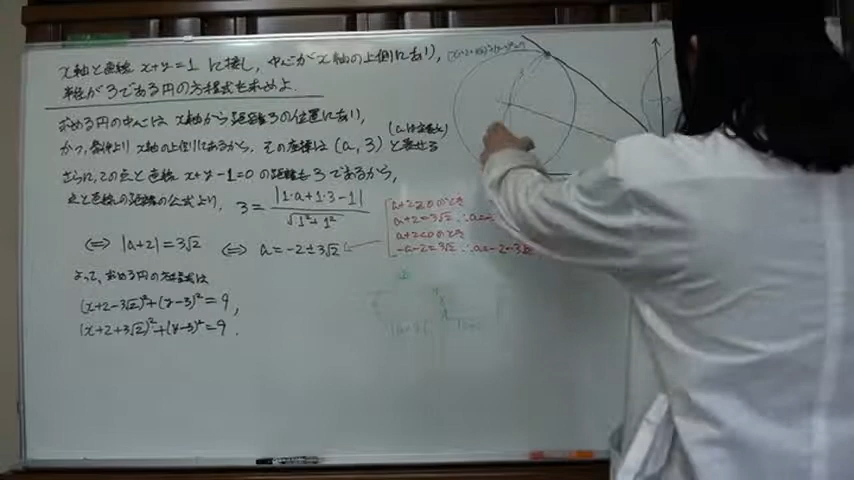 x軸と直線 x+y=1 に接し、中心がx軸の上側にあり、
半径が3である円の方程式を求めよ.
求める円の中心は x軸から距離3の位置にあり,
かつ, 条件より x軸の上側にあるから, その座標は (a, 3) と表せる
(aは実数)
さらに, この点と直線 x+y-1=0 の距離も3であるから,
点と直線の距離の公式より, 3 = |1・a+1・3-1| / √1²+1²
⇔ |a+2|=3√2 ⇔ a=-2±3√2
a+2≧0のとき
a+2=3√2 ∴a=
a+2<0のとき
-a-2=3√2 ∴a=-2-3√2
よって, 求める円の方程式は
(x+2-3√2)²+(y-3)²=9,
(x+2+3√2)²+(y-3)²=9.